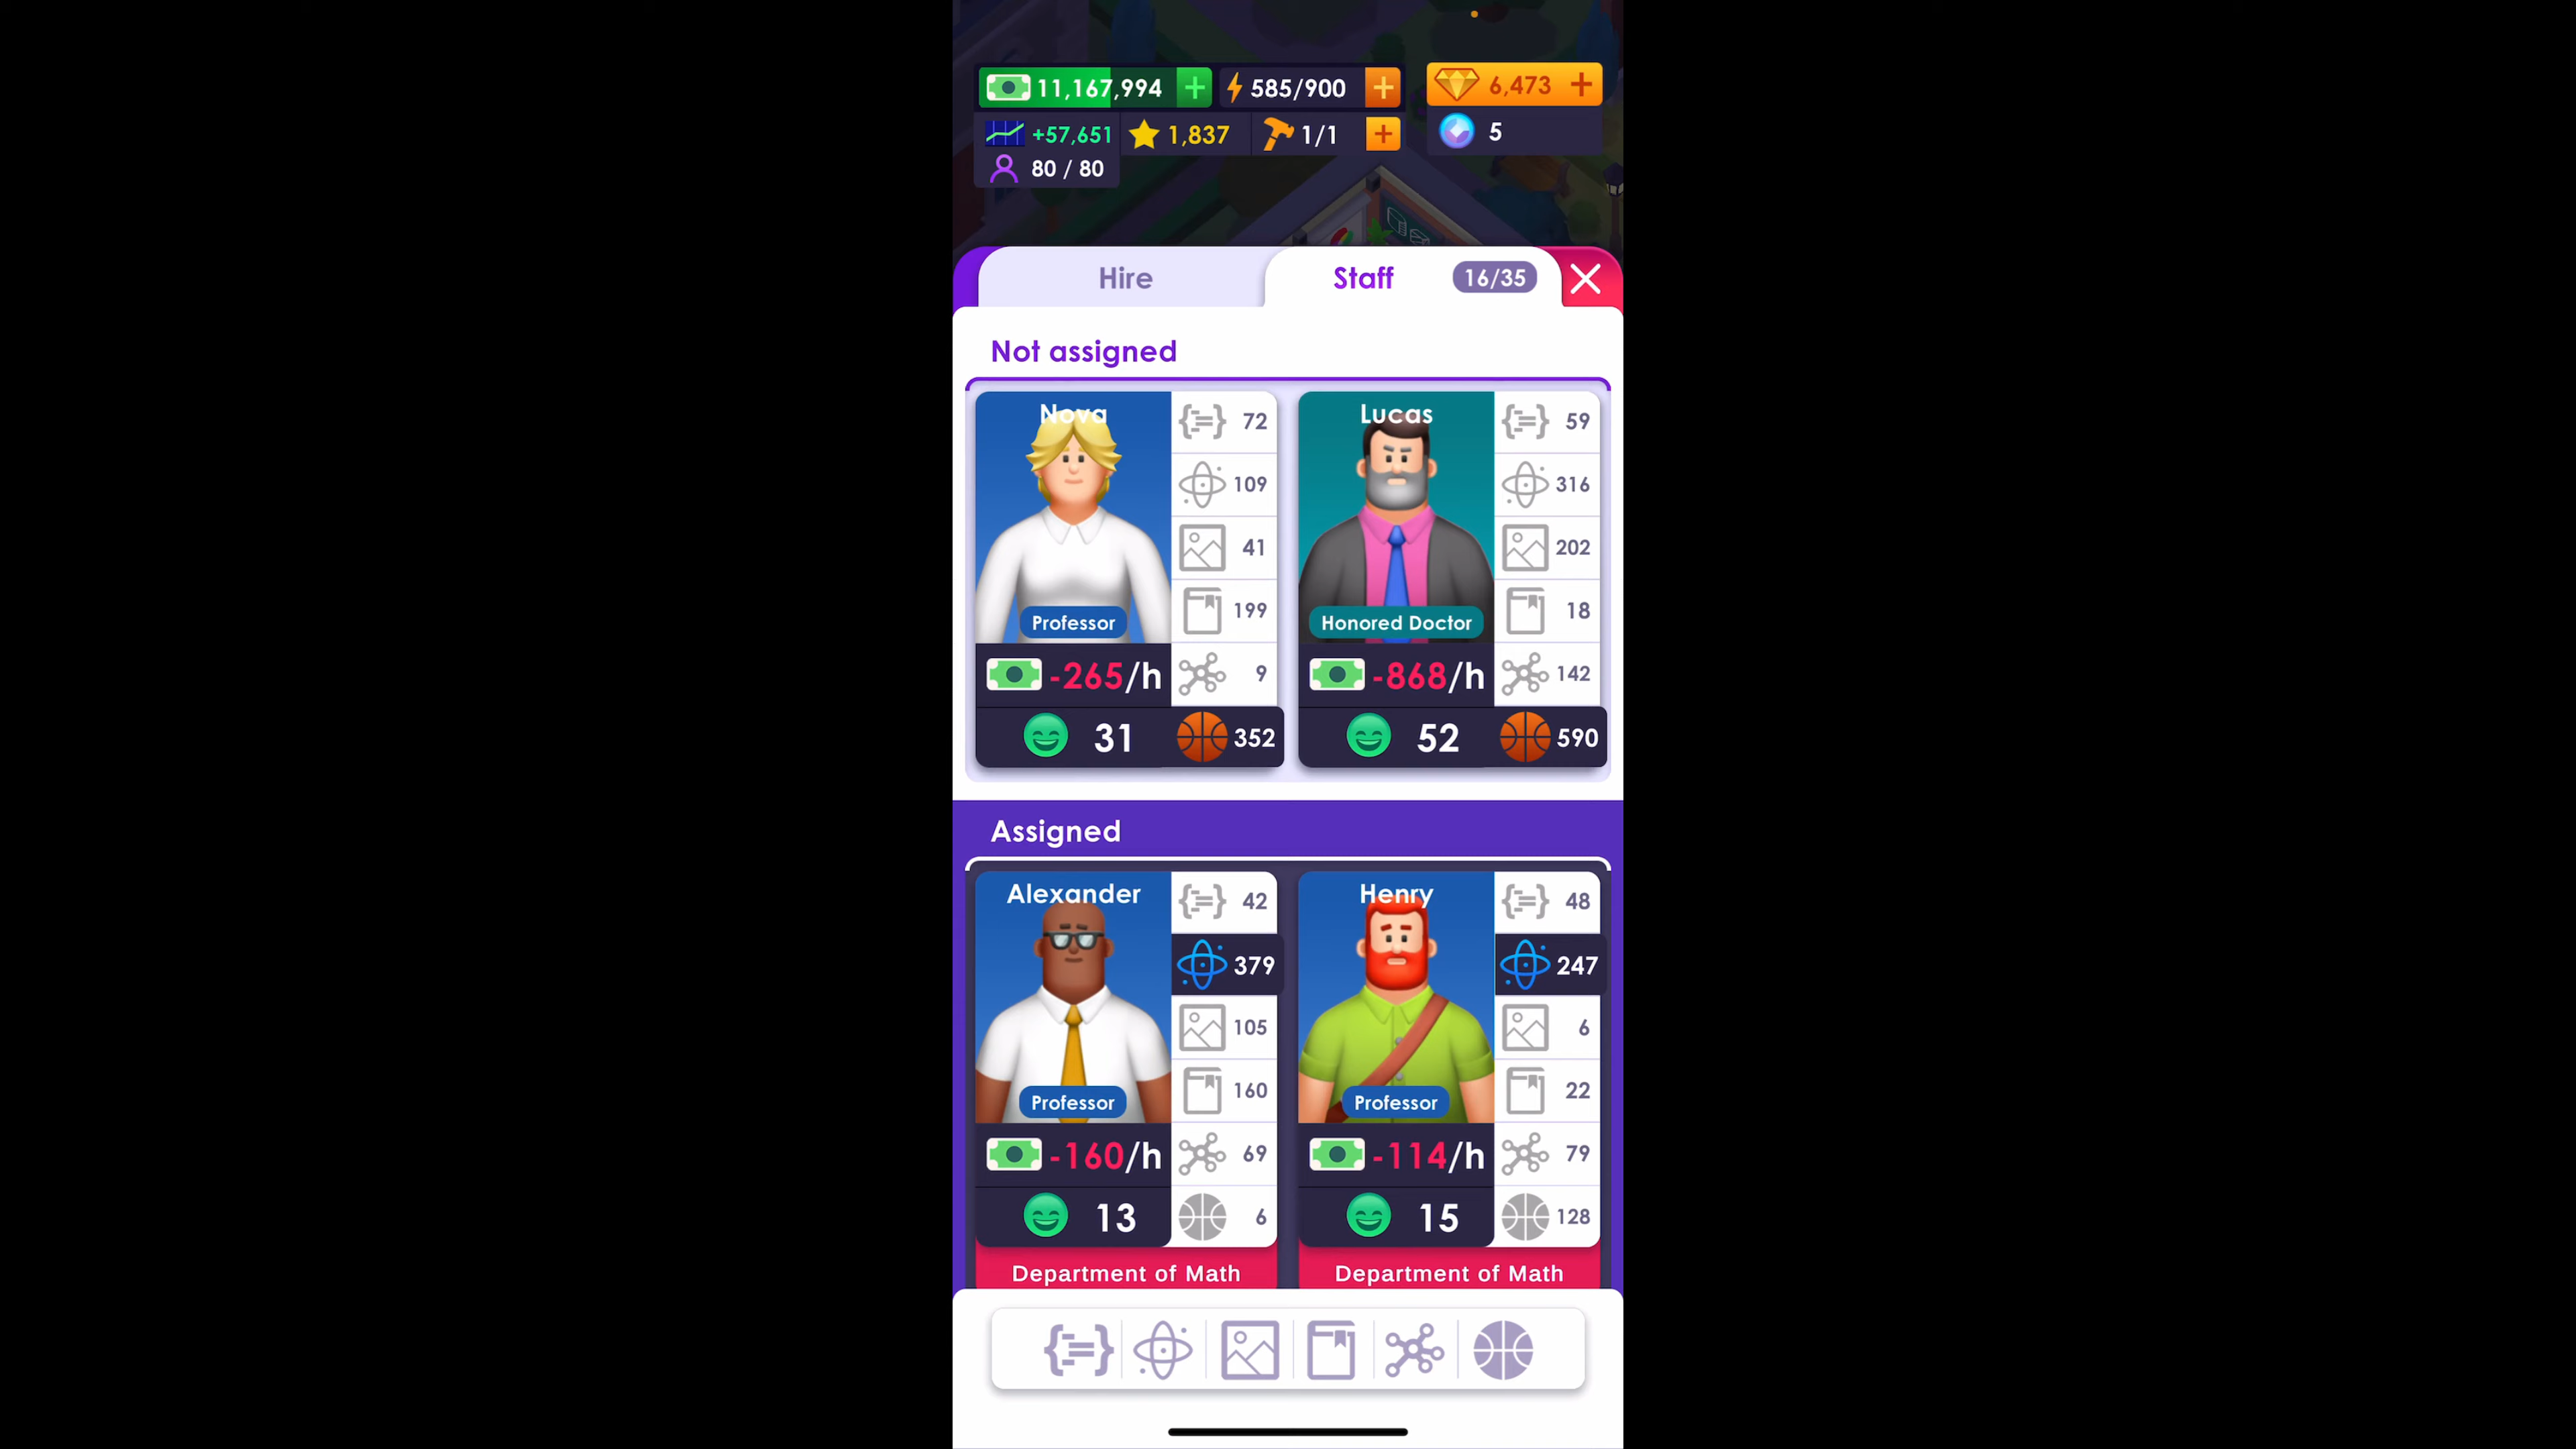 11,167,994 585/900 6,473
+57,651 1,837 1/1 5
80 / 80
Hire Staff 16/35
Not assigned
Nova 72 Lucas 59
109 316
41 202
Professor 199 Honored Doctor 18
-265/h 9 -868/h 142
31 352 52 590
Assigned
Alexander 42 Henry 48
379 247
105 6
Professor 160 Professor 22
-160/h 69 -114/h 79
13 6 15 128
Department of Math Department of Math